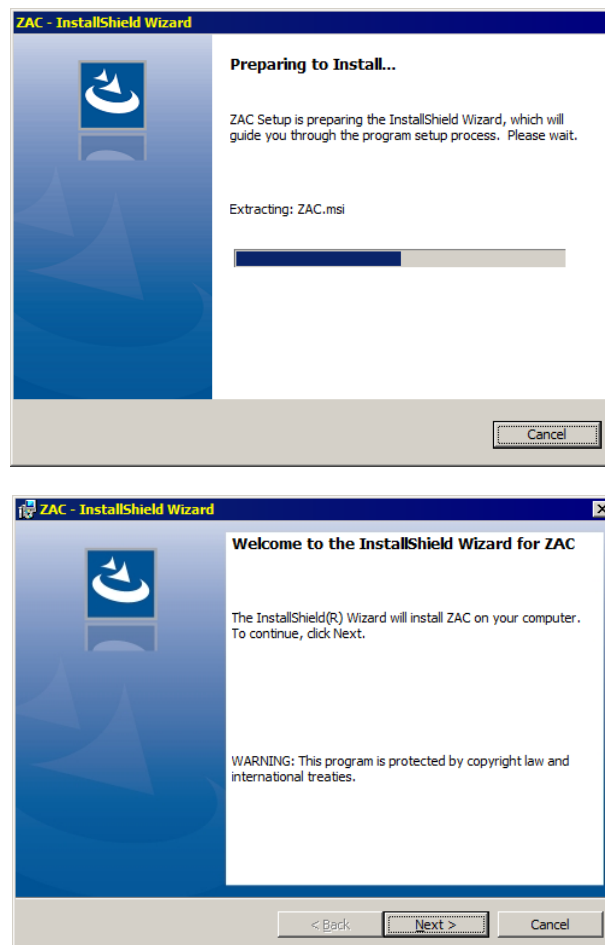 ZAC - InstallShield Wizard
Preparing to Install...
ZAC Setup is preparing the InstallShield Wizard, which will
guide you through the program setup process.  Please wait.
Extracting: ZAC.msi
Cancel
ZAC - InstallShield Wizard
Welcome to the InstallShield Wizard for ZAC
The InstallShield(R) Wizard will install ZAC on your computer.
To continue, click Next.
WARNING: This program is protected by copyright law and
international treaties.
< Back Next > Cancel